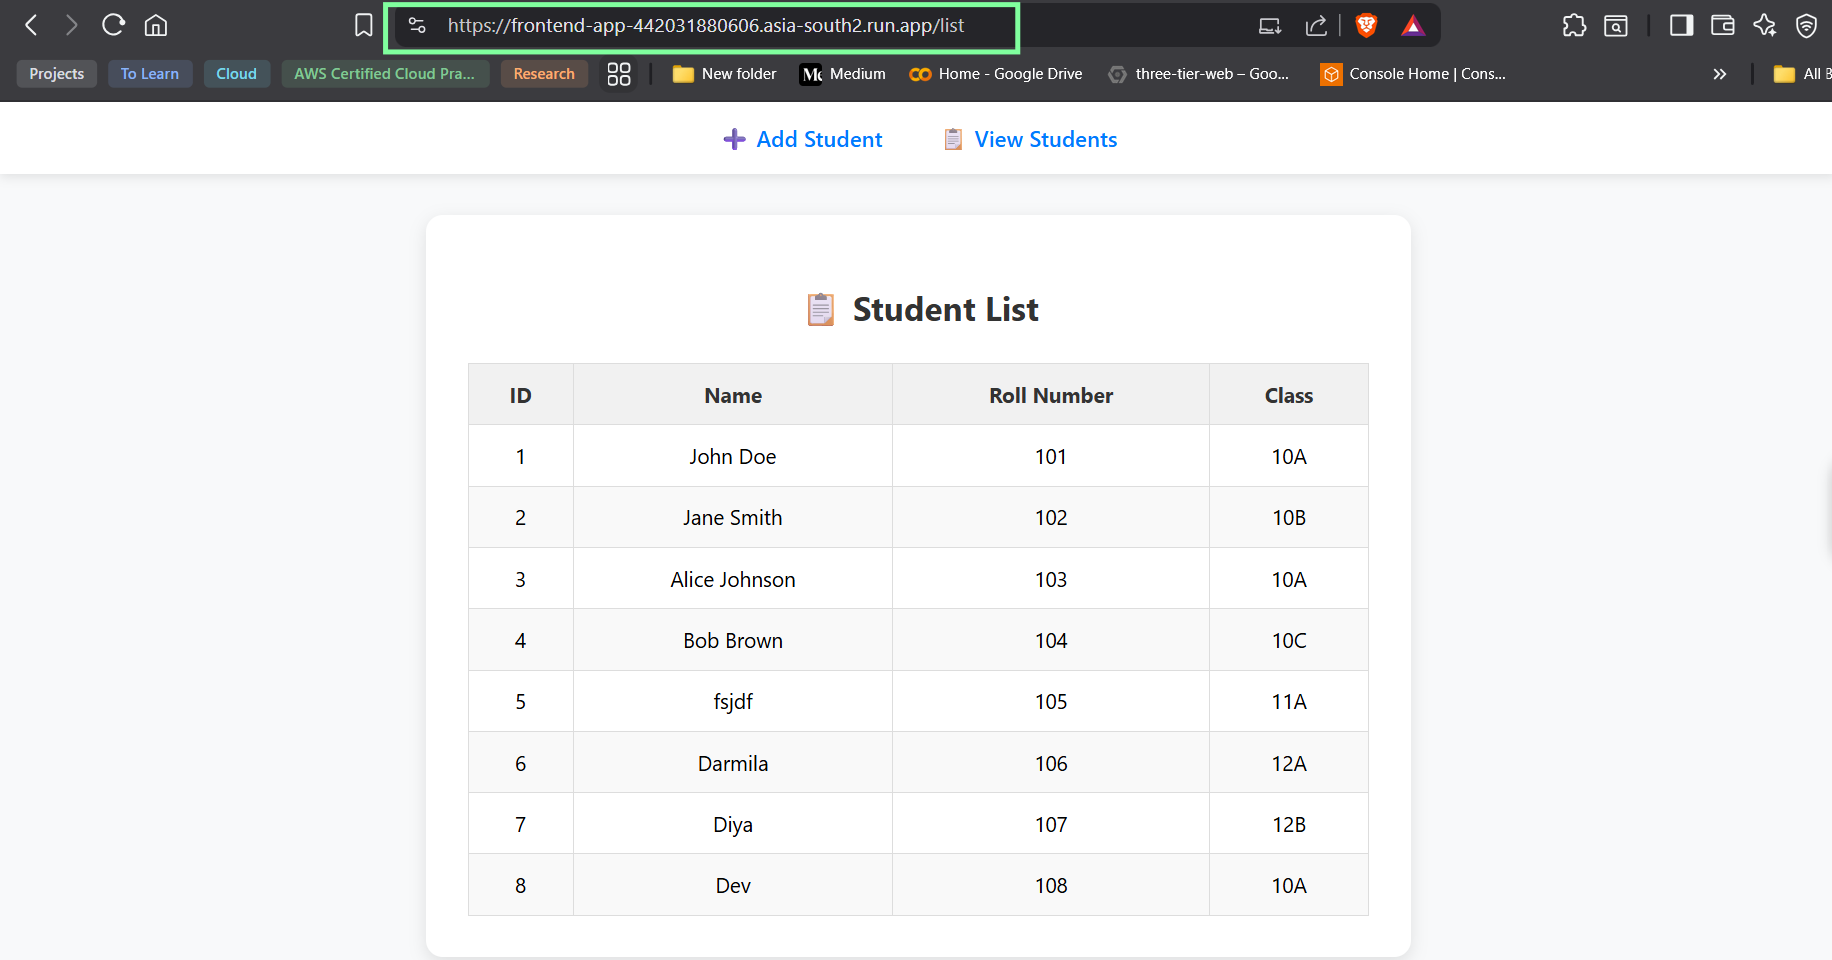 https://frontend-app-442031880606.asia-south2.run.app/list
Projects To Learn Cloud AWS Certified Cloud Pra... Research New folder Medium Home - Google Drive three-tier-web – Goo... Console Home | Cons... » All B
Add Student View Students
Student List
ID Name Roll Number Class
1 John Doe 101 10A
2 Jane Smith 102 10B
3 Alice Johnson 103 10A
4 Bob Brown 104 10C
5 fsjdf 105 11A
6 Darmila 106 12A
7 Diya 107 12B
8 Dev 108 10A